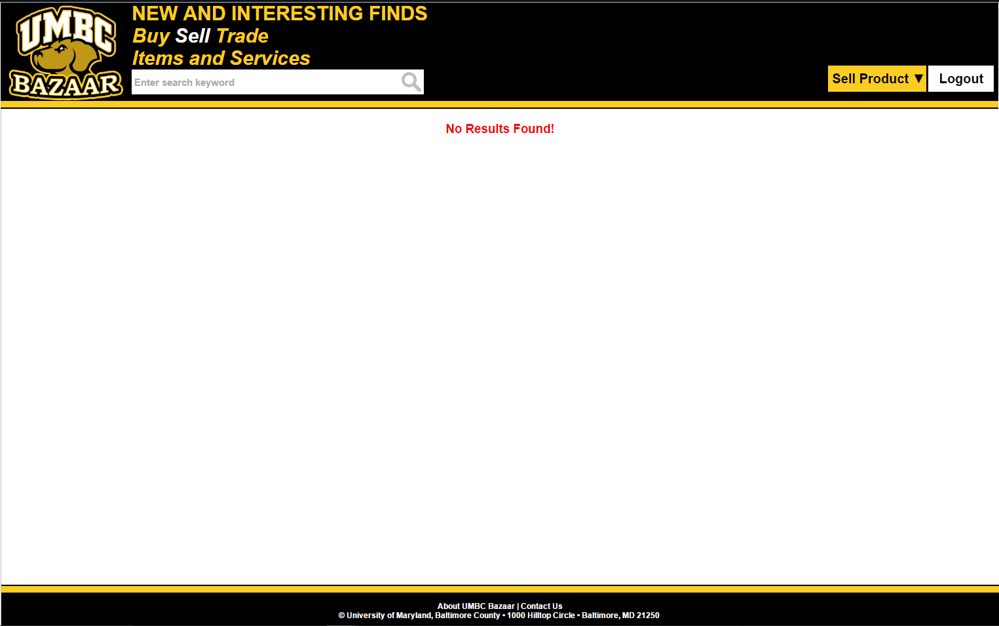 UMBC
BAZAAR
NEW AND INTERESTING FINDS
Buy Sell Trade
Items and Services
Enter search keyword
Sell Product ▼
Logout
No Results Found!
About UMBC Bazaar | Contact Us
© University of Maryland, Baltimore County • 1000 Hilltop Circle • Baltimore, MD 21250